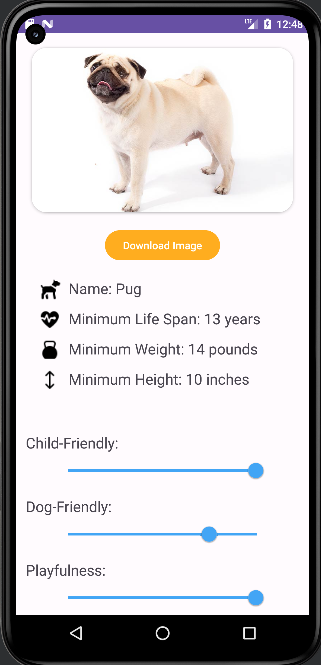 LTE 12:48
Download Image
Name: Pug
Minimum Life Span: 13 years
Minimum Weight: 14 pounds
Minimum Height: 10 inches
Child-Friendly:
Dog-Friendly:
Playfulness: